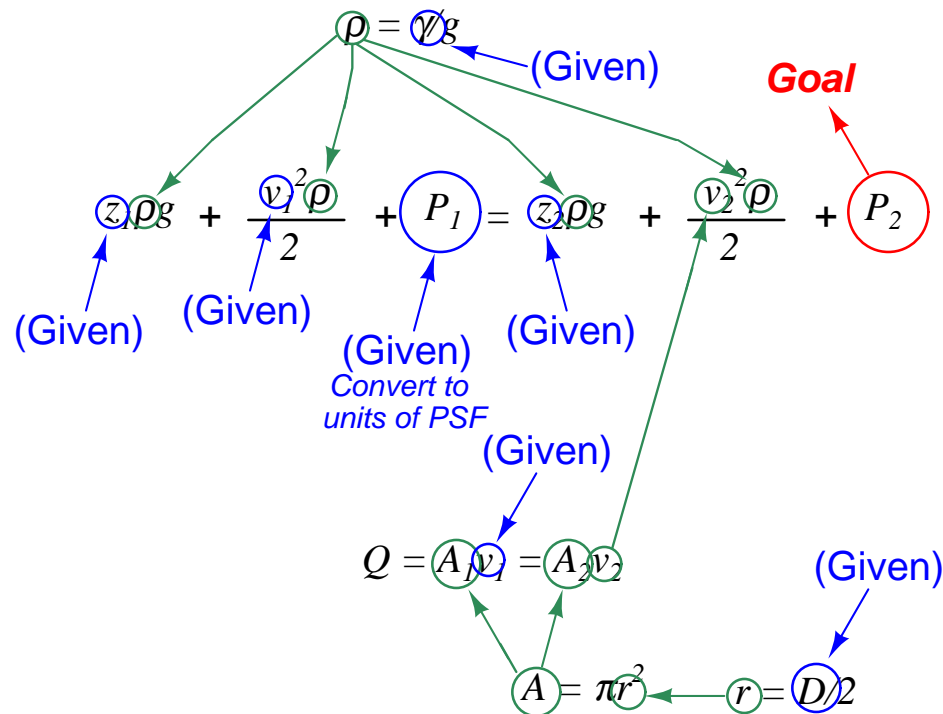 ρ = γ/g
(Given)
Goal
z₁ρg + v₁²ρ/2 + P₁ = z₂ρg + v₂²ρ/2 + P₂
(Given)
(Given)
(Given)
(Given)
Convert to
units of PSF
(Given)
Q = A₁v₁ = A₂v₂
(Given)
A = πr²
r = D/2